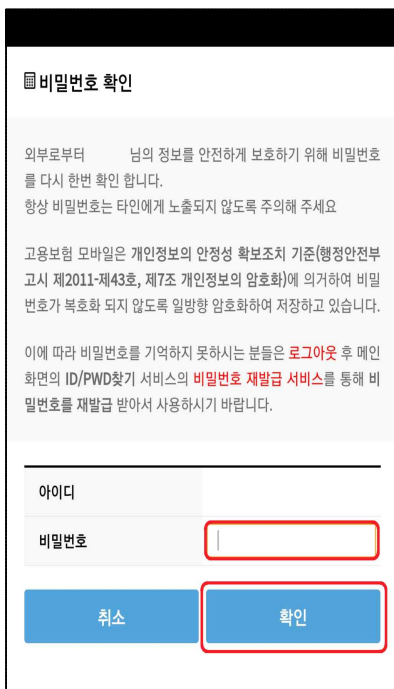 비밀번호 확인
외부로부터 님의 정보를 안전하게 보호하기 위해 비밀번호
를 다시 한번 확인 합니다.
항상 비밀번호는 타인에게 노출되지 않도록 주의해 주세요
고용보험 모바일은 개인정보의 안정성 확보조치 기준(행정안전부
고시 제2011-제43호, 제7조 개인정보의 암호화)에 의거하여 비밀
번호가 복호화 되지 않도록 일방향 암호화하여 저장하고 있습니다.
이에 따라 비밀번호를 기억하지 못하시는 분들은 로그아웃 후 메인
화면의 ID/PWD찾기 서비스의 비밀번호 재발급 서비스를 통해 비
밀번호를 재발급 받아서 사용하시기 바랍니다.
아이디
비밀번호
취소 확인